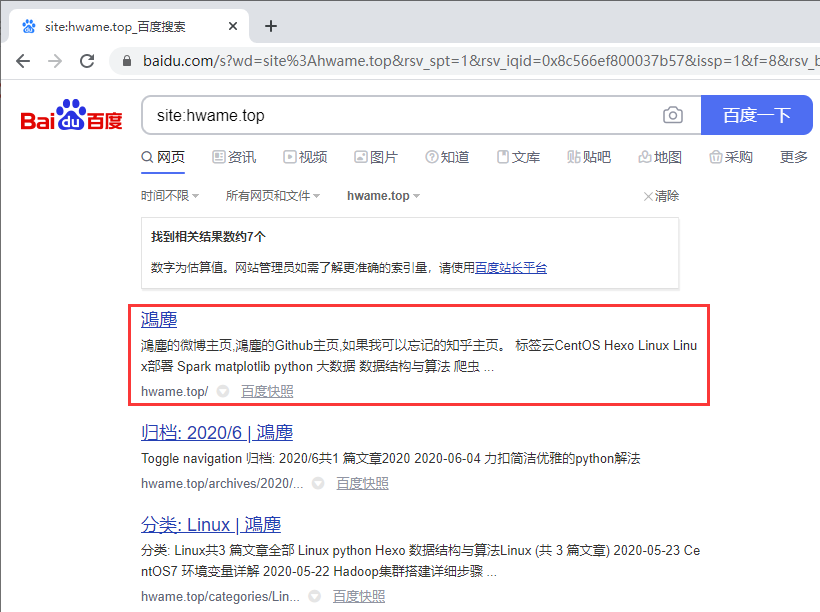 site:hwame.top_百度搜索
baidu.com/s?wd=site%3Ahwame.top&rsv_spt=1&rsv_iqid=0x8c566ef800037b57&issp=1&f=8&rsv_b
Bai du 百度
site:hwame.top
百度一下
网页 资讯 视频 图片 知道 文库 贴吧 地图 采购 更多
时间不限 所有网页和文件 hwame.top 清除
找到相关结果数约7个
数字为估算值。网站管理员如需了解更准确的索引量，请使用百度站长平台
鴻塵
鴻塵的微博主页,鴻塵的Github主页,如果我可以忘记的知乎主页。 标签云CentOS Hexo Linux Linu
x部署 Spark matplotlib python 大数据 数据结构与算法 爬虫 ...
hwame.top/ 百度快照
归档: 2020/6 | 鴻塵
Toggle navigation 归档: 2020/6共1 篇文章2020 2020-06-04 力扣简洁优雅的python解法
hwame.top/archives/2020/... 百度快照
分类: Linux | 鴻塵
分类: Linux共3 篇文章全部 Linux python Hexo 数据结构与算法Linux (共 3 篇文章) 2020-05-23 Ce
ntOS7 环境变量详解 2020-05-22 Hadoop集群搭建详细步骤 ...
hwame.top/categories/Lin... 百度快照